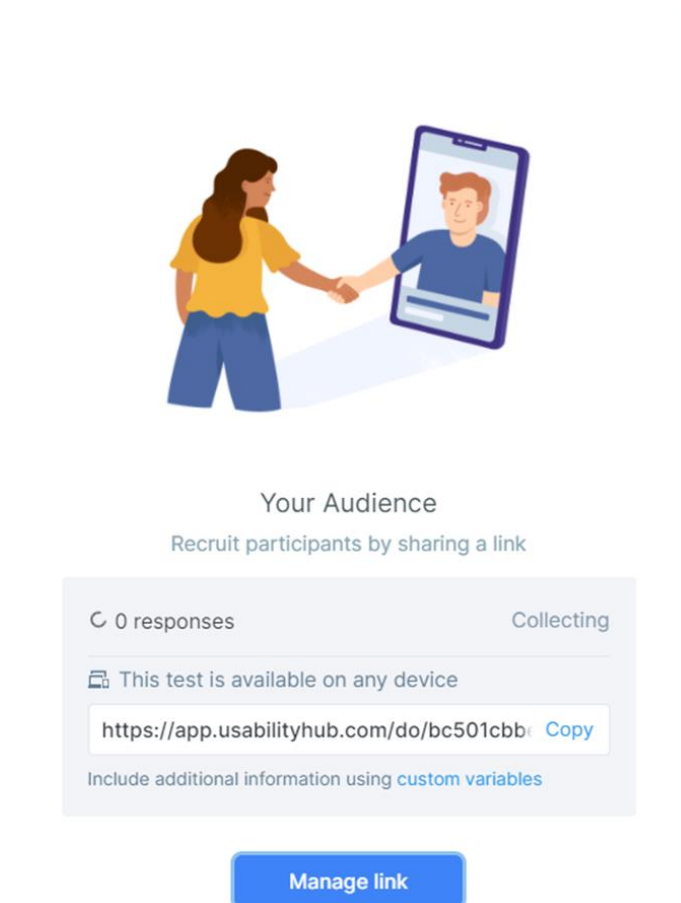 Your Audience
Recruit participants by sharing a link
0 responses
Collecting
This test is available on any device
https://app.usabilityhub.com/do/bc501cbb
Copy
Include additional information using custom variables
Manage link